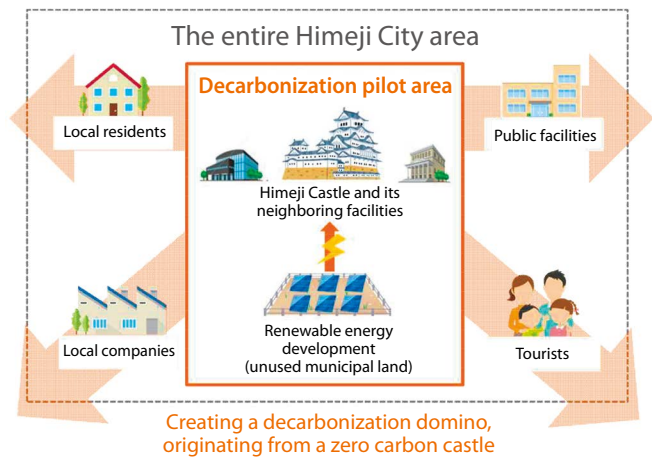 The entire Himeji City area
Decarbonization pilot area
Local residents
Public facilities
Himeji Castle and its
neighboring facilities
Local companies
Renewable energy
development
(unused municipal land)
Tourists
Creating a decarbonization domino,
originating from a zero carbon castle